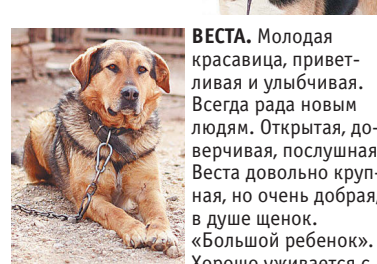 ВЕСТА. Молодая
красавица, привет-
ливая и улыбчивая.
Всегда рада новым
людям. Открытая, до-
верчивая, послушная
Веста довольно круп-
ная, но очень добрая,
в душе щенок.
«Большой ребенок».
Хорошо уживается с